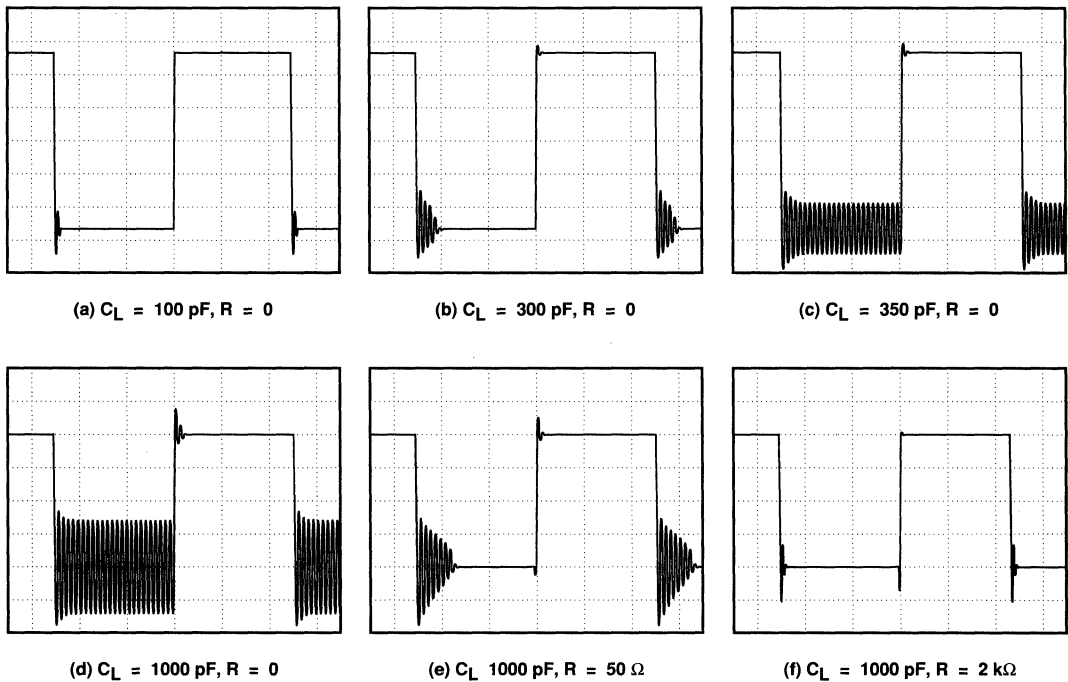 (a) CL = 100 pF, R = 0
(b) CL = 300 pF, R = 0
(c) CL = 350 pF, R = 0
(d) CL = 1000 pF, R = 0
(e) CL 1000 pF, R = 50 Ω
(f) CL = 1000 pF, R = 2 kΩ